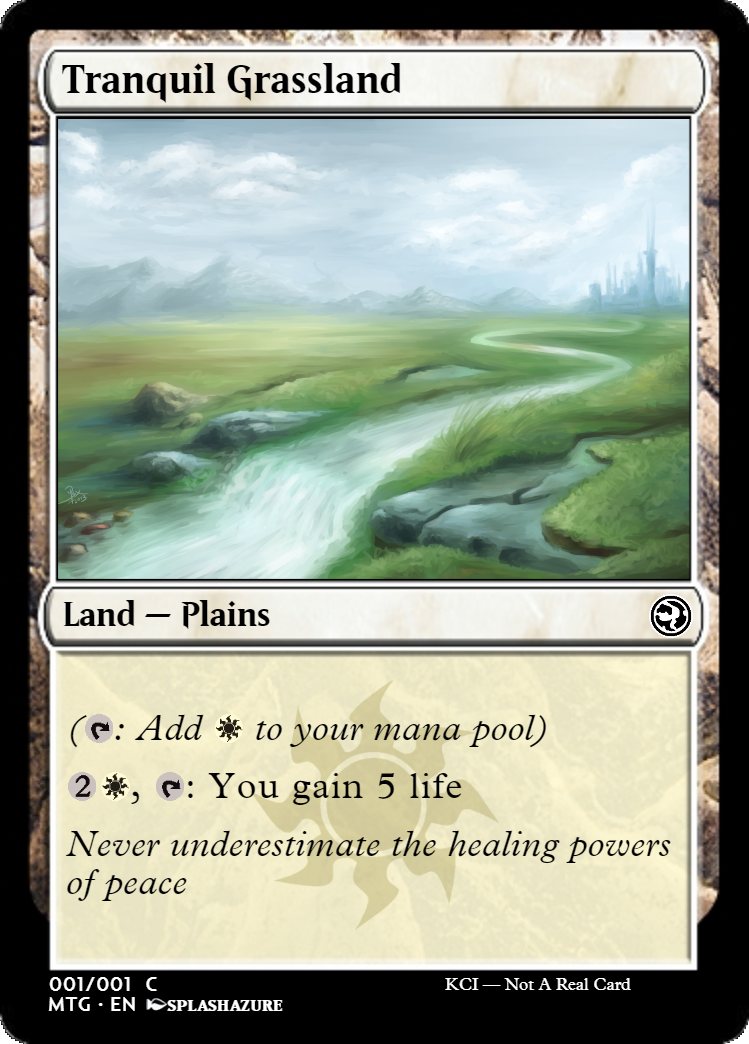 Tranquil Grassland
Land — Plains
(: Add to your mana pool)
2, : You gain 5 life
Never underestimate the healing powers
of peace
001/001 C
KCI — Not A Real Card
MTG · EN SPLASHAZURE